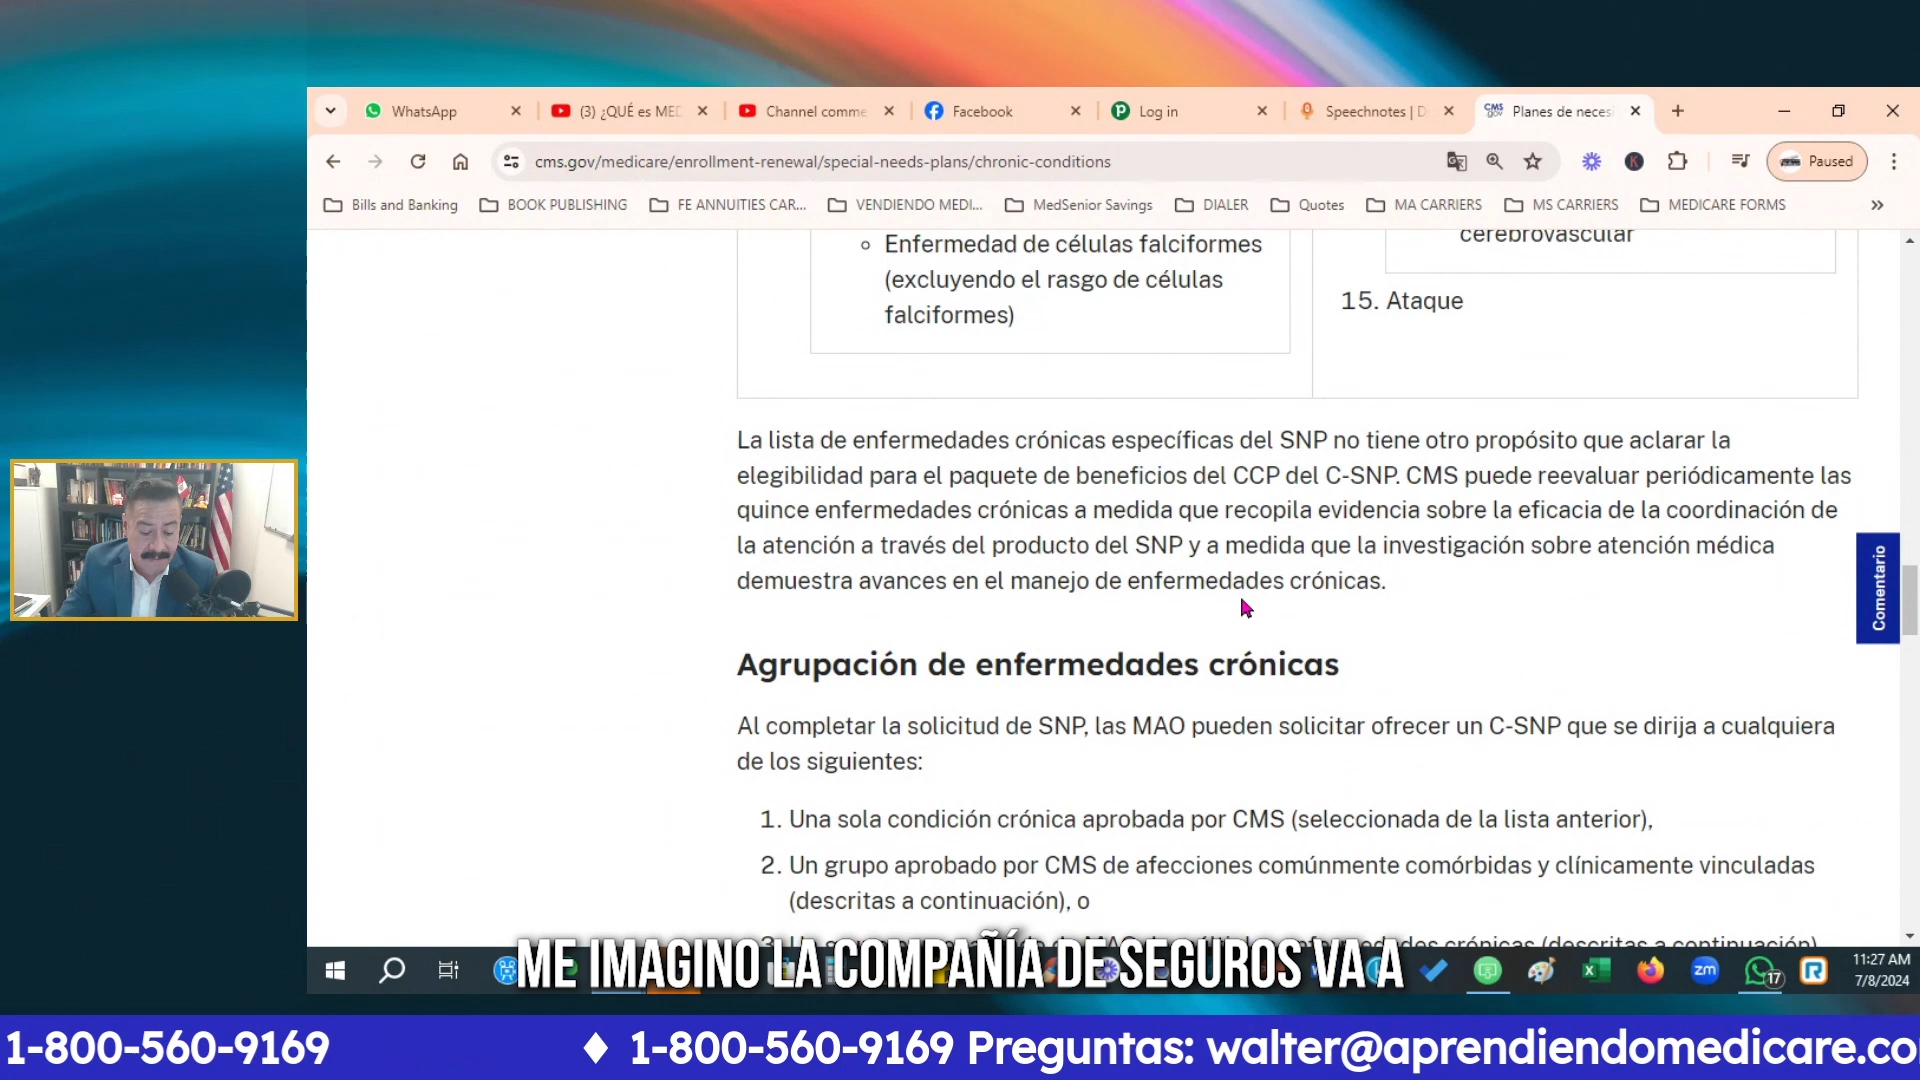 WhatsApp
(3) ¿QUÉ es MED
Channel comme
Facebook
Log in
Speechnotes | D
CMS.gov
Planes de neces
cms.gov/medicare/enrollment-renewal/special-needs-plans/chronic-conditions
Paused
Bills and Banking
BOOK PUBLISHING
FE ANNUITIES CAR...
VENDIENDO MEDI...
MedSenior Savings
DIALER
Quotes
MA CARRIERS
MS CARRIERS
MEDICARE FORMS
Enfermedad de células falciformes
(excluyendo el rasgo de células
falciformes)
cerebrovascular
15. Ataque
La lista de enfermedades crónicas específicas del SNP no tiene otro propósito que aclarar la
elegibilidad para el paquete de beneficios del CCP del C-SNP. CMS puede reevaluar periódicamente las
quince enfermedades crónicas a medida que recopila evidencia sobre la eficacia de la coordinación de
la atención a través del producto del SNP y a medida que la investigación sobre atención médica
demuestra avances en el manejo de enfermedades crónicas.
Comentario
Agrupación de enfermedades crónicas
Al completar la solicitud de SNP, las MAO pueden solicitar ofrecer un C-SNP que se dirija a cualquiera
de los siguientes:
1. Una sola condición crónica aprobada por CMS (seleccionada de la lista anterior),
2. Un grupo aprobado por CMS de afecciones comúnmente comórbidas y clínicamente vinculadas
(descritas a continuación), o
crónicas (descritas a continuación)
ME IMAGINO LA COMPAÑÍA DE SEGUROS VA A
zm
17
11:27 AM
7/8/2024
1-800-560-9169 ♦ 1-800-560-9169 Preguntas: walter@aprendiendomedicare.co